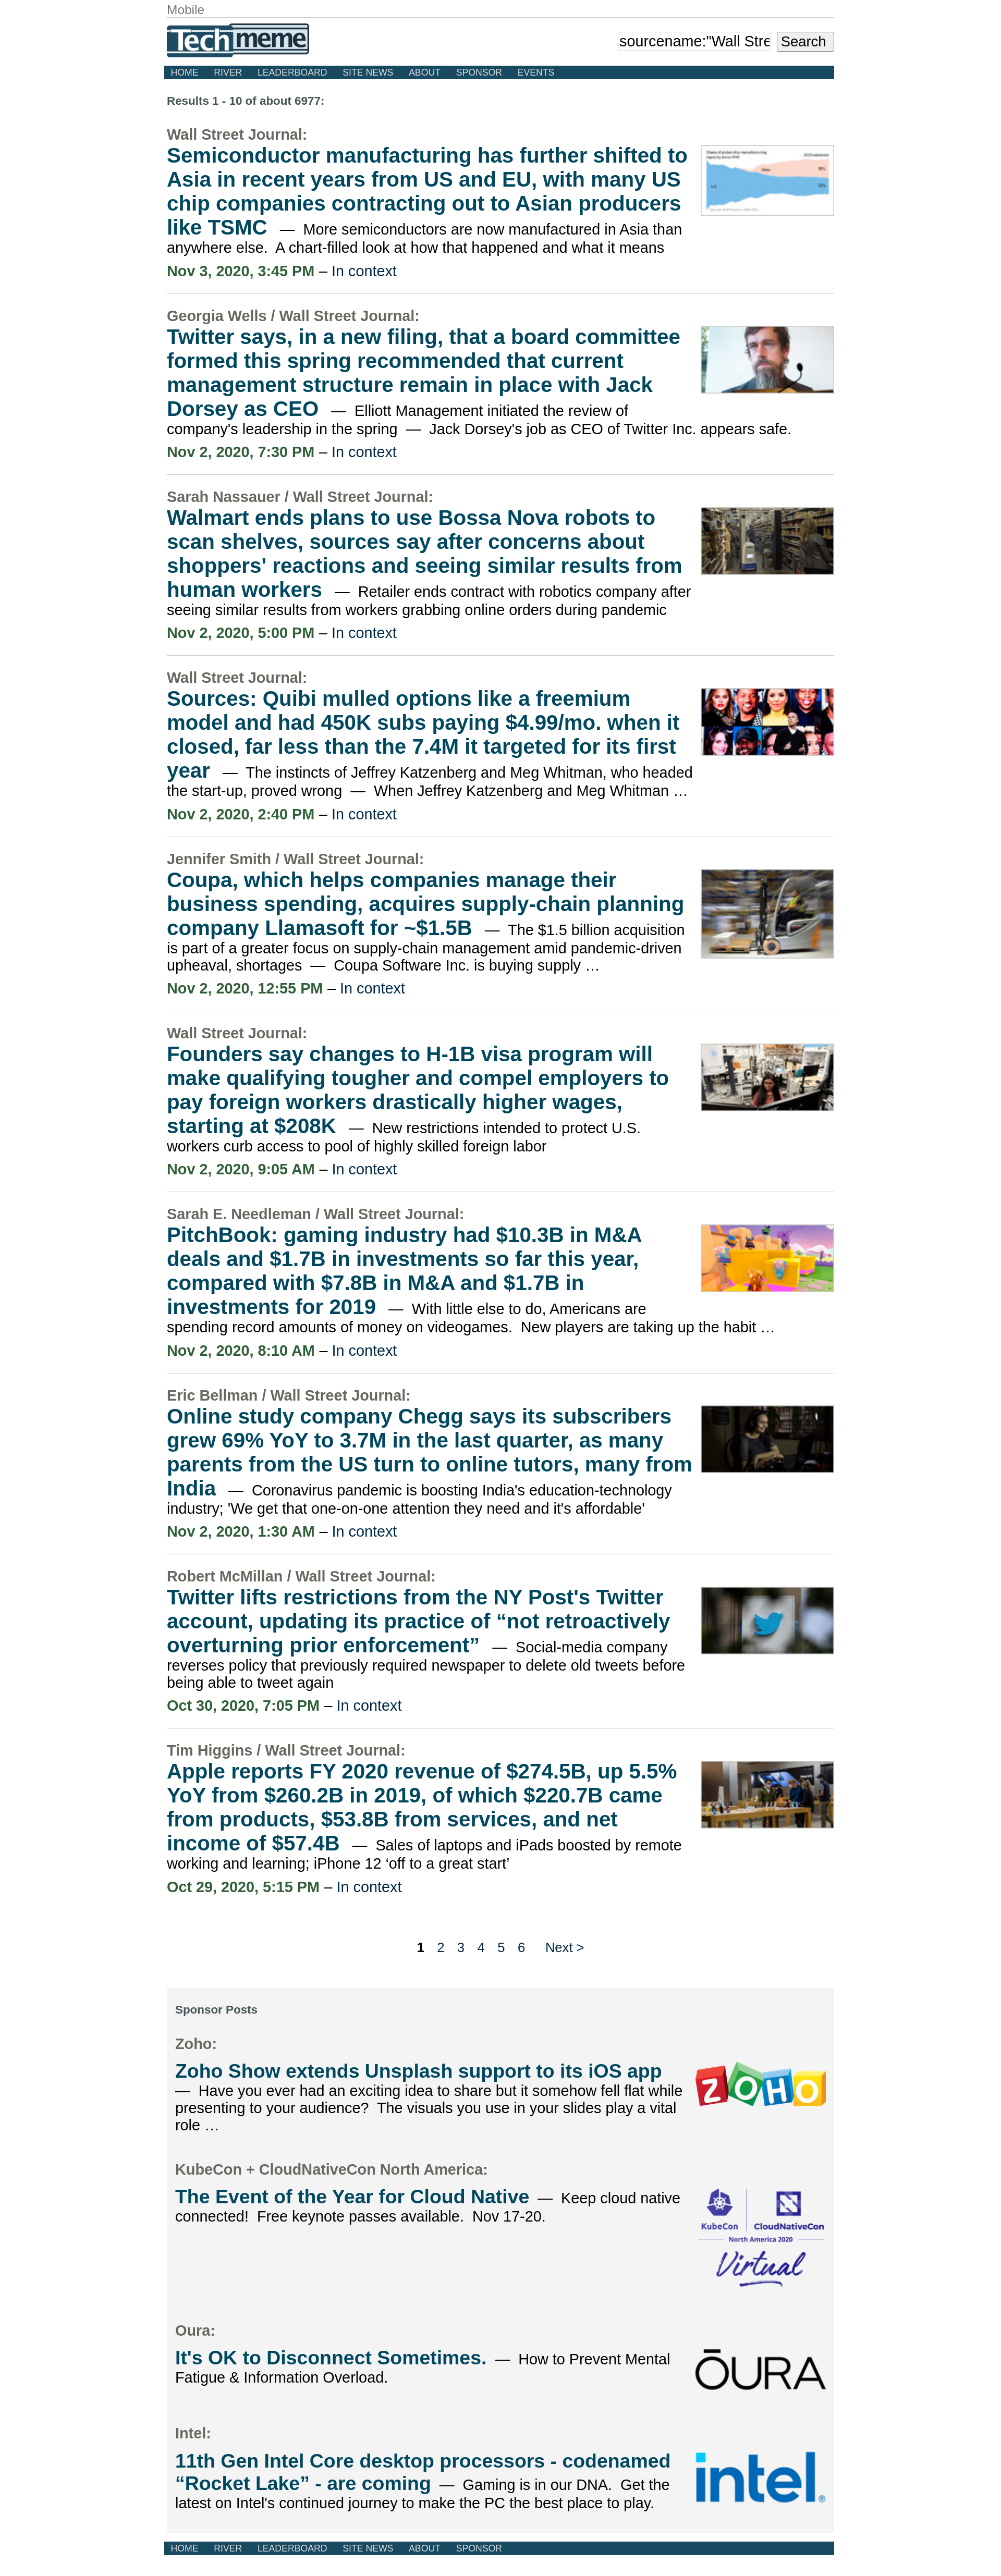 Mobile
Techmeme
sourcename:"Wall Stre
Search
HOME RIVER LEADERBOARD SITE NEWS ABOUT SPONSOR EVENTS
Results 1 - 10 of about 6977:
Wall Street Journal:
Semiconductor manufacturing has further shifted to
Asia in recent years from US and EU, with many US
chip companies contracting out to Asian producers
like TSMC — More semiconductors are now manufactured in Asia than
anywhere else. A chart-filled look at how that happened and what it means
Nov 3, 2020, 3:45 PM – In context
Georgia Wells / Wall Street Journal:
Twitter says, in a new filing, that a board committee
formed this spring recommended that current
management structure remain in place with Jack
Dorsey as CEO — Elliott Management initiated the review of
company's leadership in the spring — Jack Dorsey's job as CEO of Twitter Inc. appears safe.
Nov 2, 2020, 7:30 PM – In context
Sarah Nassauer / Wall Street Journal:
Walmart ends plans to use Bossa Nova robots to
scan shelves, sources say after concerns about
shoppers' reactions and seeing similar results from
human workers — Retailer ends contract with robotics company after
seeing similar results from workers grabbing online orders during pandemic
Nov 2, 2020, 5:00 PM – In context
Wall Street Journal:
Sources: Quibi mulled options like a freemium
model and had 450K subs paying $4.99/mo. when it
closed, far less than the 7.4M it targeted for its first
year — The instincts of Jeffrey Katzenberg and Meg Whitman, who headed
the start-up, proved wrong — When Jeffrey Katzenberg and Meg Whitman …
Nov 2, 2020, 2:40 PM – In context
Jennifer Smith / Wall Street Journal:
Coupa, which helps companies manage their
business spending, acquires supply-chain planning
company Llamasoft for ~$1.5B — The $1.5 billion acquisition
is part of a greater focus on supply-chain management amid pandemic-driven
upheaval, shortages — Coupa Software Inc. is buying supply …
Nov 2, 2020, 12:55 PM – In context
Wall Street Journal:
Founders say changes to H-1B visa program will
make qualifying tougher and compel employers to
pay foreign workers drastically higher wages,
starting at $208K — New restrictions intended to protect U.S.
workers curb access to pool of highly skilled foreign labor
Nov 2, 2020, 9:05 AM – In context
Sarah E. Needleman / Wall Street Journal:
PitchBook: gaming industry had $10.3B in M&A
deals and $1.7B in investments so far this year,
compared with $7.8B in M&A and $1.7B in
investments for 2019 — With little else to do, Americans are
spending record amounts of money on videogames. New players are taking up the habit …
Nov 2, 2020, 8:10 AM – In context
Eric Bellman / Wall Street Journal:
Online study company Chegg says its subscribers
grew 69% YoY to 3.7M in the last quarter, as many
parents from the US turn to online tutors, many from
India — Coronavirus pandemic is boosting India's education-technology
industry; 'We get that one-on-one attention they need and it's affordable'
Nov 2, 2020, 1:30 AM – In context
Robert McMillan / Wall Street Journal:
Twitter lifts restrictions from the NY Post's Twitter
account, updating its practice of “not retroactively
overturning prior enforcement” — Social-media company
reverses policy that previously required newspaper to delete old tweets before
being able to tweet again
Oct 30, 2020, 7:05 PM – In context
Tim Higgins / Wall Street Journal:
Apple reports FY 2020 revenue of $274.5B, up 5.5%
YoY from $260.2B in 2019, of which $220.7B came
from products, $53.8B from services, and net
income of $57.4B — Sales of laptops and iPads boosted by remote
working and learning; iPhone 12 ‘off to a great start’
Oct 29, 2020, 5:15 PM – In context
1 2 3 4 5 6 Next >
Sponsor Posts
Zoho:
Zoho Show extends Unsplash support to its iOS app
— Have you ever had an exciting idea to share but it somehow fell flat while
presenting to your audience? The visuals you use in your slides play a vital
role …
ZOHO
KubeCon + CloudNativeCon North America:
The Event of the Year for Cloud Native — Keep cloud native
connected! Free keynote passes available. Nov 17-20.
KubeCon CloudNativeCon
North America 2020
Virtual
Oura:
It's OK to Disconnect Sometimes. — How to Prevent Mental
Fatigue & Information Overload.
ŌURA
Intel:
11th Gen Intel Core desktop processors - codenamed
“Rocket Lake” - are coming — Gaming is in our DNA. Get the
latest on Intel's continued journey to make the PC the best place to play.
intel®
HOME RIVER LEADERBOARD SITE NEWS ABOUT SPONSOR